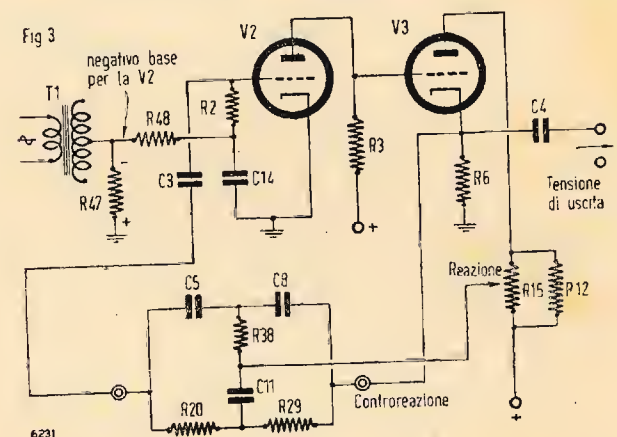 Fig 3
negativo base
per la V2
T1
R48
R47
V2
R2
C3
C14
V3
R3
R6
C4
Tensione
di uscita
Reazione
R15
R12
C5
C8
R38
C11
R20
R29
Controreazione
6231